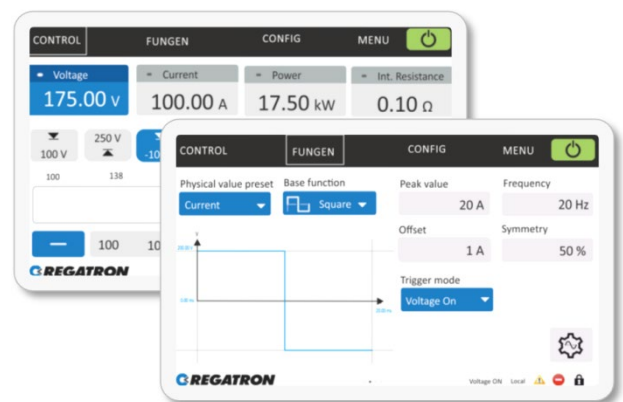 CONTROL FUNGEN CONFIG MENU
Voltage Current Power Int. Resistance
175.00 V 100.00 A 17.50 kW 0.10 Ω
100 V 250 V
100 138
100
REGATRON
CONTROL FUNGEN CONFIG MENU
Physical value preset Base function Peak value Frequency
Current Square 20 A 20 Hz
Offset Symmetry
1 A 50 %
Trigger mode
Voltage On
REGATRON
Voltage ON Local